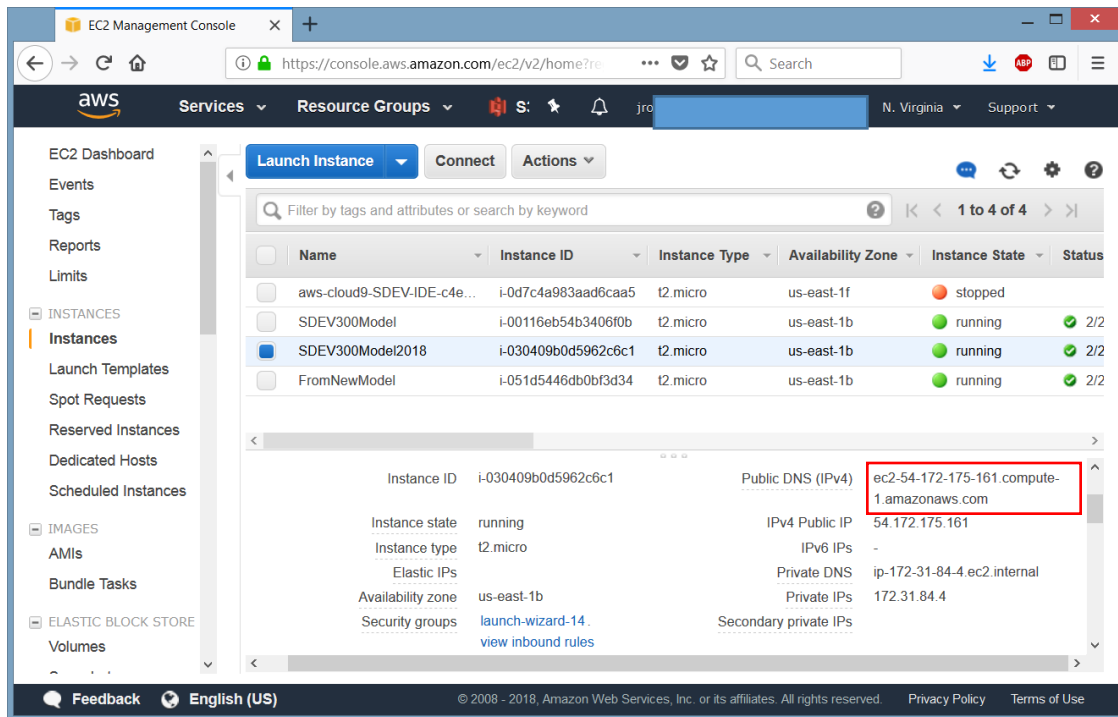 EC2 Management Console
https://console.aws.amazon.com/ec2/v2/home?re
Search
ABP
aws
Services
Resource Groups
S:
jro
N. Virginia
Support
EC2 Dashboard
Events
Tags
Reports
Limits
INSTANCES
Instances
Launch Templates
Spot Requests
Reserved Instances
Dedicated Hosts
Scheduled Instances
IMAGES
AMIs
Bundle Tasks
ELASTIC BLOCK STORE
Volumes
Launch Instance
Connect
Actions
Filter by tags and attributes or search by keyword
1 to 4 of 4
Name Instance ID Instance Type Availability Zone Instance State Status
aws-cloud9-SDEV-IDE-c4e... i-0d7c4a983aad6caa5 t2.micro us-east-1f stopped
SDEV300Model i-00116eb54b3406f0b t2.micro us-east-1b running 2/2
SDEV300Model2018 i-030409b0d5962c6c1 t2.micro us-east-1b running 2/2
FromNewModel i-051d5446db0bf3d34 t2.micro us-east-1b running 2/2
Instance ID i-030409b0d5962c6c1
Instance state running
Instance type t2.micro
Elastic IPs
Availability zone us-east-1b
Security groups launch-wizard-14.
view inbound rules
Public DNS (IPv4) ec2-54-172-175-161.compute-
1.amazonaws.com
IPv4 Public IP 54.172.175.161
IPv6 IPs -
Private DNS ip-172-31-84-4.ec2.internal
Private IPs 172.31.84.4
Secondary private IPs
Feedback
English (US)
© 2008 - 2018, Amazon Web Services, Inc. or its affiliates. All rights reserved.
Privacy Policy
Terms of Use